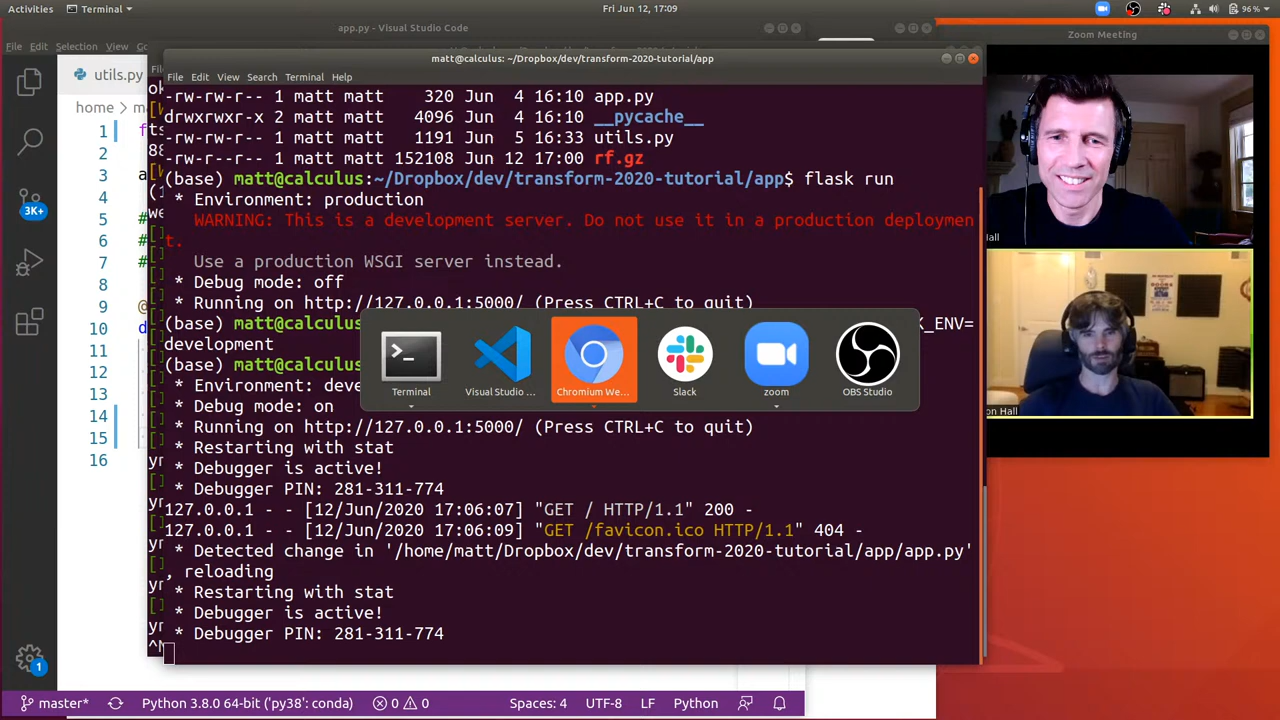 Activities
Terminal
Fri Jun 12, 17:09
96 %
app.py - Visual Studio Code
Zoom Meeting
File Edit Selection View Go
matt@calculus: ~/Dropbox/dev/transform-2020-tutorial/app
File Edit View Search Terminal Help
utils.py
-rw-rw-r-- 1 matt matt 320 Jun 4 16:10 app.py
drwxrwxr-x 2 matt matt 4096 Jun 4 16:10 __pycache__
-rw-rw-r-- 1 matt matt 1191 Jun 5 16:33 utils.py
-rw-rw-r-- 1 matt matt 152108 Jun 12 17:00 rf.gz
(base) matt@calculus:~/Dropbox/dev/transform-2020-tutorial/app$ flask run
* Environment: production
WARNING: This is a development server. Do not use it in a production deploymen
t.
Use a production WSGI server instead.
* Debug mode: off
* Running on http://127.0.0.1:5000/ (Press CTRL+C to quit)
(base) matt@calculus K_ENV=
development
(base) matt@calculus
* Environment: deve
* Debug mode: on
* Running on http://127.0.0.1:5000/ (Press CTRL+C to quit)
* Restarting with stat
* Debugger is active!
* Debugger PIN: 281-311-774
127.0.0.1 - - [12/Jun/2020 17:06:07] "GET / HTTP/1.1" 200 -
127.0.0.1 - - [12/Jun/2020 17:06:09] "GET /favicon.ico HTTP/1.1" 404 -
* Detected change in '/home/matt/Dropbox/dev/transform-2020-tutorial/app/app.py'
, reloading
* Restarting with stat
* Debugger is active!
* Debugger PIN: 281-311-774
Terminal
Visual Studio ...
Chromium We...
Slack
zoom
OBS Studio
home
3K+
1
2
3
4
5
6
7
8
9
10
11
12
13
14
15
16
Hall
on Hall
1
master*
Python 3.8.0 64-bit ('py38': conda)
0
0
Spaces: 4
UTF-8
LF
Python